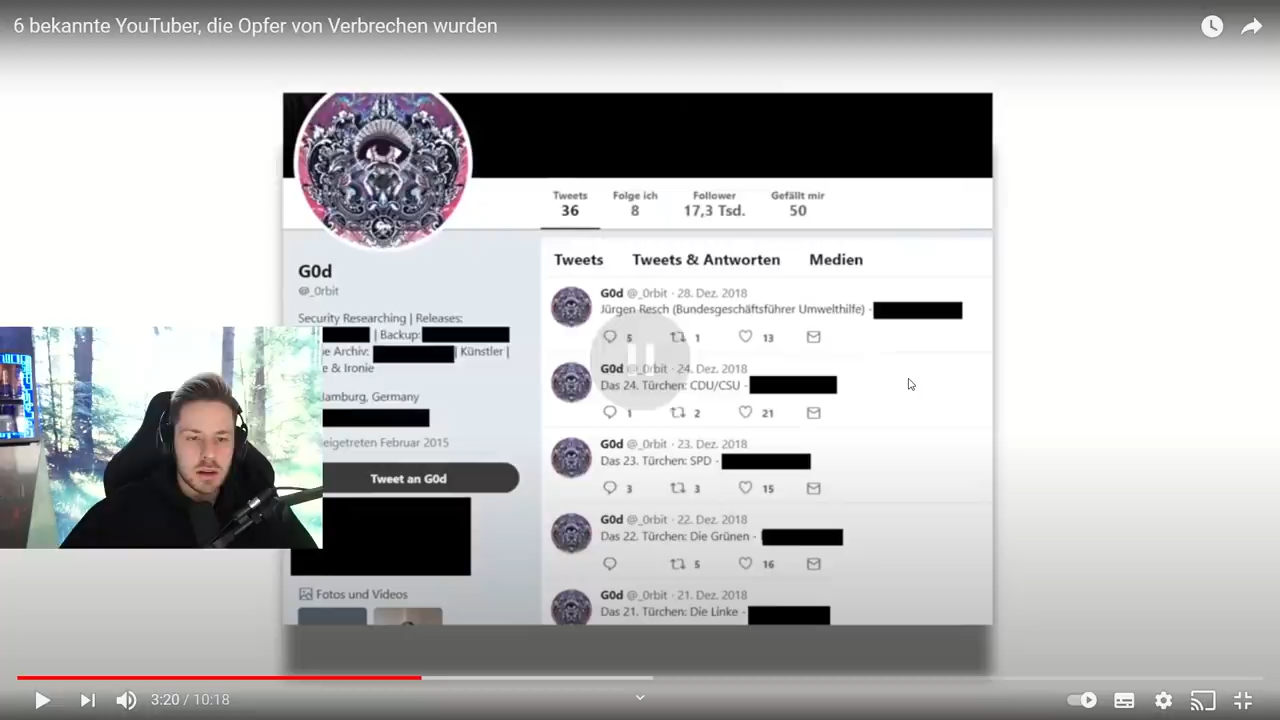 6 bekannte YouTuber, die Opfer von Verbrechen wurden
Tweets Folge ich Follower Gefällt mir
36 8 17,3 Tsd. 50
G0d
@_0rbit
Security Researching | Releases:
| Backup:
e Archiv: | Künstler |
e & Ironie
amburg, Germany
eigetreten Februar 2015
Tweet an G0d
Fotos und Videos
Tweets Tweets & Antworten Medien
G0d @_0rbit · 28. Dez. 2018
Jürgen Resch (Bundesgeschäftsführer Umwelthilfe) -
5 1 13
G0d @_0rbit · 24. Dez. 2018
Das 24. Türchen: CDU/CSU -
1 2 21
G0d @_0rbit · 23. Dez. 2018
Das 23. Türchen: SPD -
3 3 15
G0d @_0rbit · 22. Dez. 2018
Das 22. Türchen: Die Grünen -
5 16
G0d @_0rbit · 21. Dez. 2018
Das 21. Türchen: Die Linke -
3:20 / 10:18